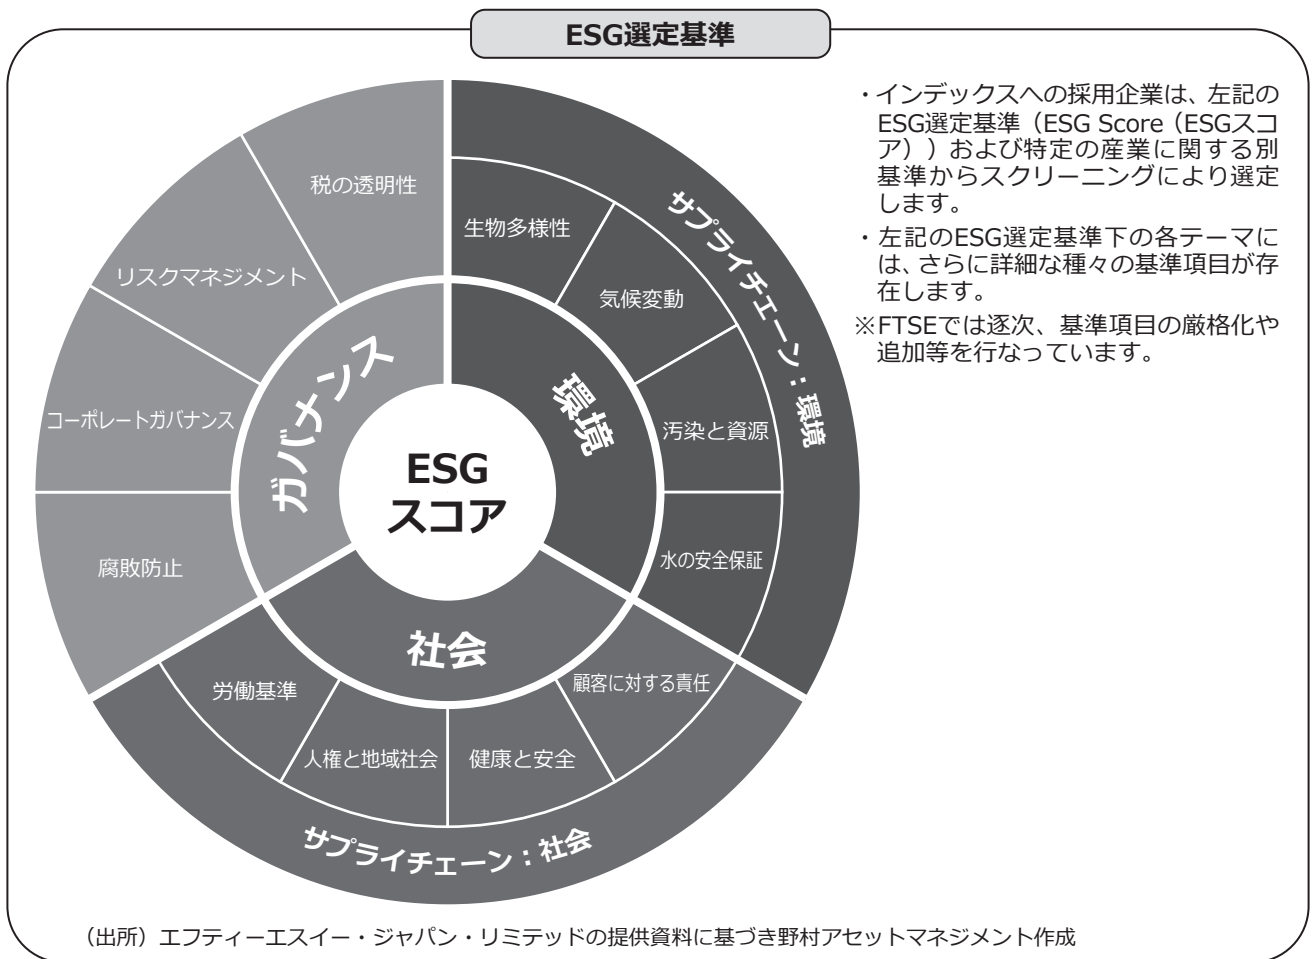 ESG選定基準
税の透明性
リスクマネジメント
コーポレートガバナンス
腐敗防止
ガバナンス
生物多様性
気候変動
汚染と資源
水の安全保証
環境
サプライチェーン：環境
ESG
スコア
社会
労働基準
人権と地域社会
健康と安全
顧客に対する責任
サプライチェーン：社会
・インデックスへの採用企業は、左記の
ESG選定基準（ESG Score（ESGスコ
ア））および特定の産業に関する別
基準からスクリーニングにより選定
します。
・左記のESG選定基準下の各テーマに
は、さらに詳細な種々の基準項目が存
在します。
※FTSEでは逐次、基準項目の厳格化や
追加等を行なっています。
（出所）エフティーエスイー・ジャパン・リミテッドの提供資料に基づき野村アセットマネジメント作成